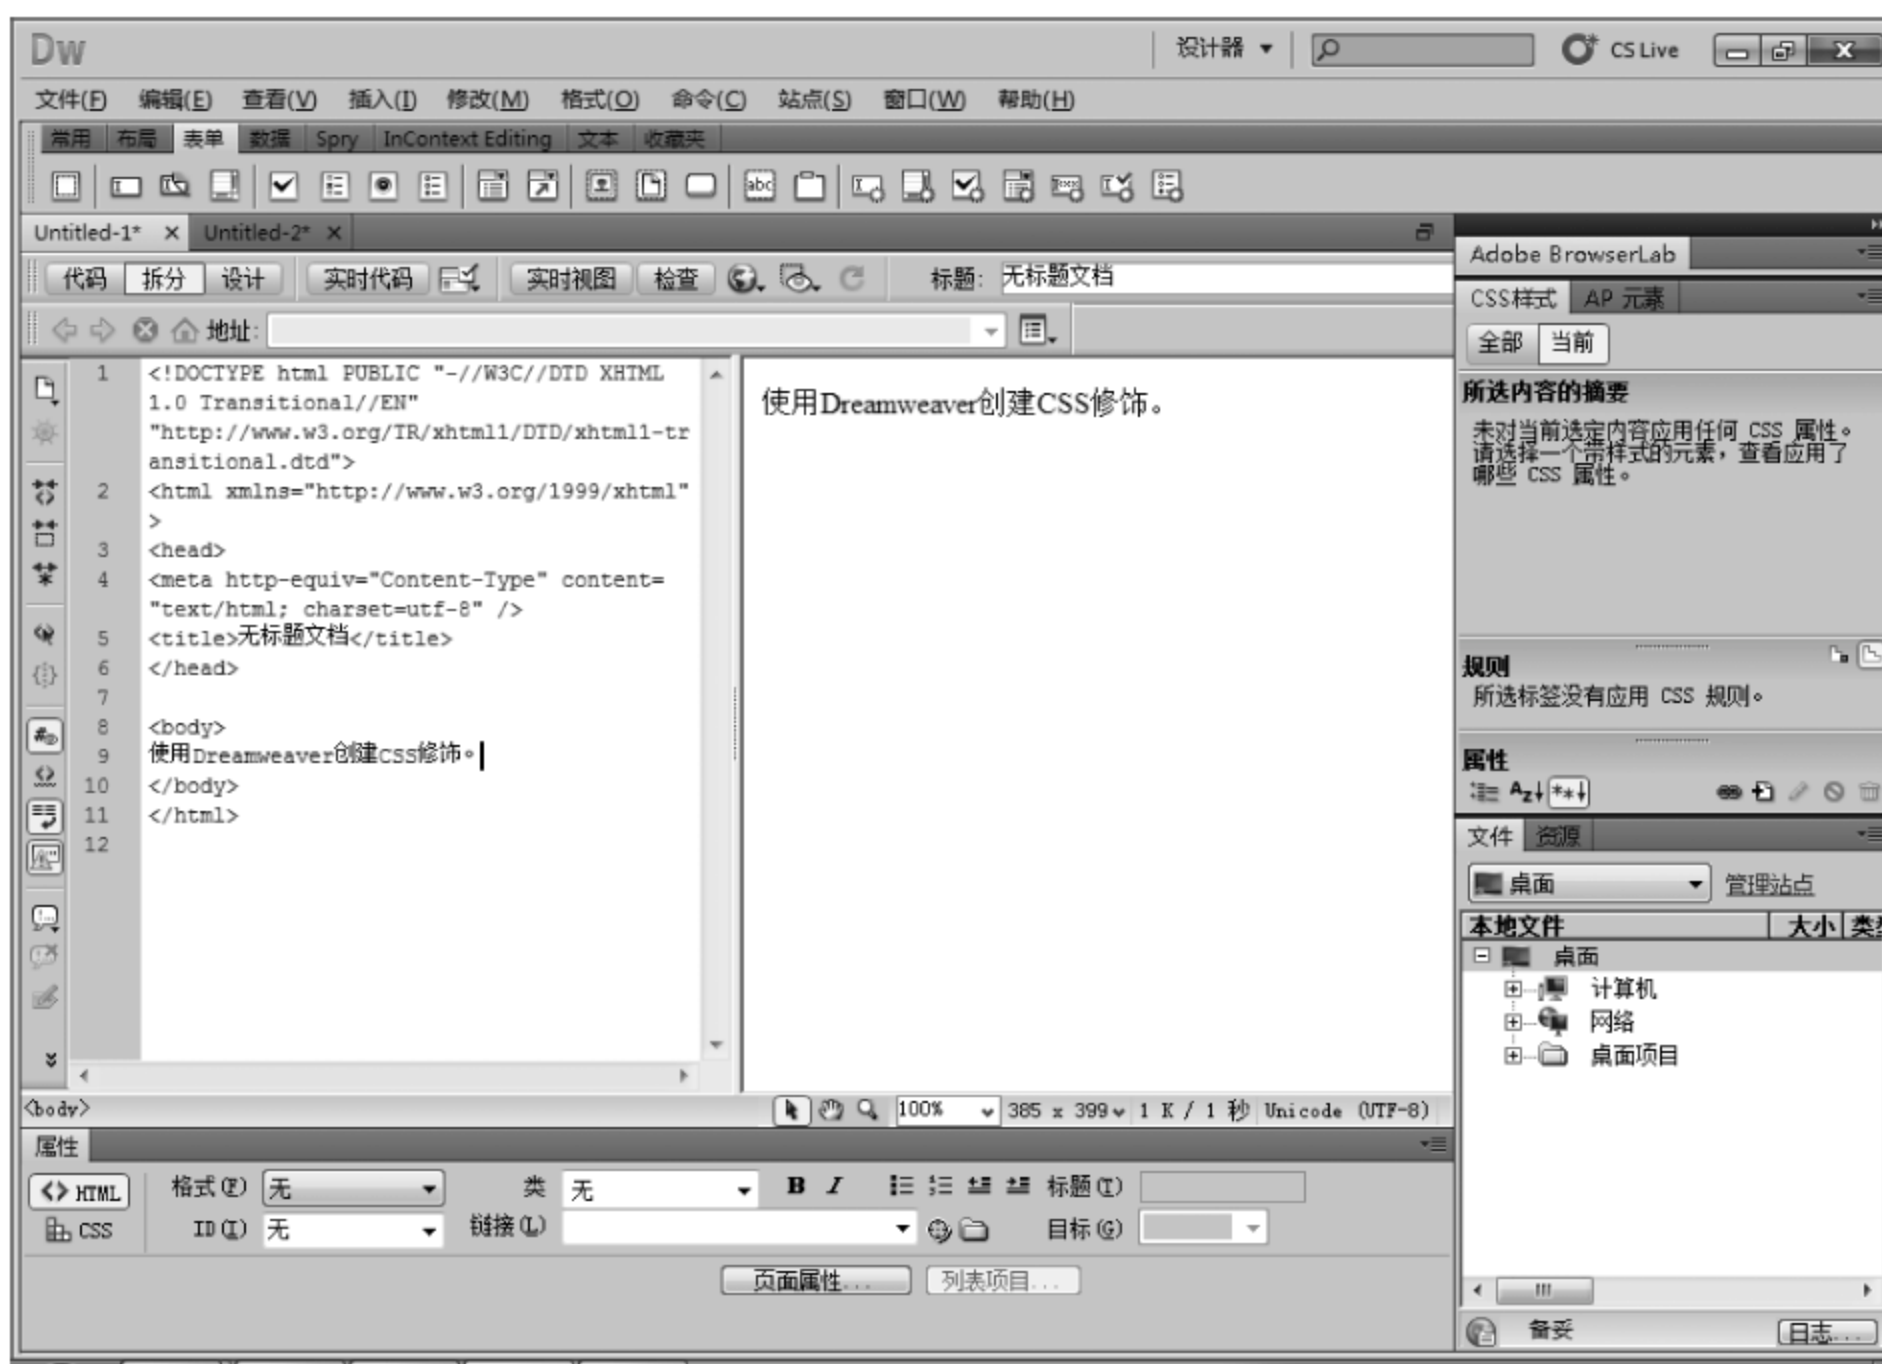 Dw 设计器 CS Live
文件(F) 编辑(E) 查看(V) 插入(I) 修改(M) 格式(O) 命令(C) 站点(S) 窗口(W) 帮助(H)
常用 布局 表单 数据 Spry InContext Editing 文本 收藏夹
Untitled-1* Untitled-2*
代码 拆分 设计 实时代码 实时视图 检查 标题: 无标题文档
地址:
1 <!DOCTYPE html PUBLIC "-//W3C//DTD XHTML
1.0 Transitional//EN"
"http://www.w3.org/TR/xhtml1/DTD/xhtml1-tr
ansitional.dtd">
2 <html xmlns="http://www.w3.org/1999/xhtml"
>
3 <head>
4 <meta http-equiv="Content-Type" content=
"text/html; charset=utf-8" />
5 <title>无标题文档</title>
6 </head>
7
8 <body>
9 使用Dreamweaver创建CSS修饰。
10 </body>
11 </html>
12
使用Dreamweaver创建CSS修饰。
<body>
100% 385 x 399 1 K / 1 秒 Unicode (UTF-8)
属性
<> HTML 格式(F) 无 类 无 B I 标题(T)
CSS ID(I) 无 链接(L) 目标(G)
页面属性... 列表项目...
Adobe BrowserLab
CSS样式 AP 元素
全部 当前
所选内容的摘要
未对当前选定内容应用任何 CSS 属性。
请选择一个带样式的元素，查看应用了
哪些 CSS 属性。
规则
所选标签没有应用 CSS 规则。
属性
文件 资源
桌面 管理站点
本地文件 大小 类型
桌面
计算机
网络
桌面项目
备妥 日志...